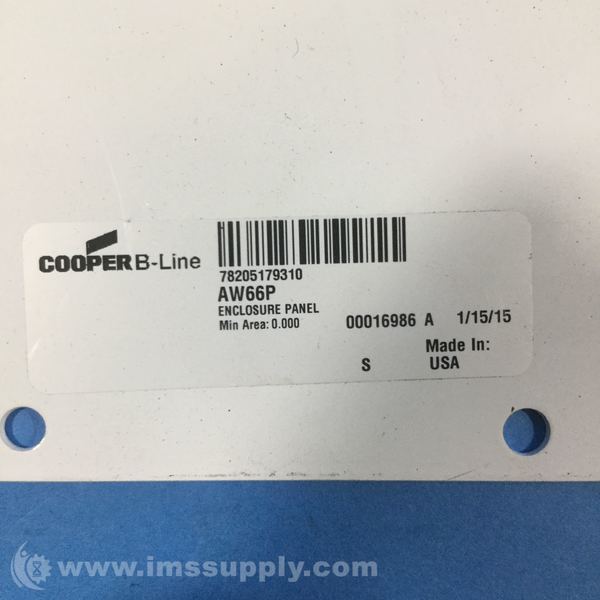 COOPER B-Line
78205179310
AW66P
ENCLOSURE PANEL
Min Area: 0.000
00016986 A 1/15/15
Made In:
S USA
www.imssupply.com